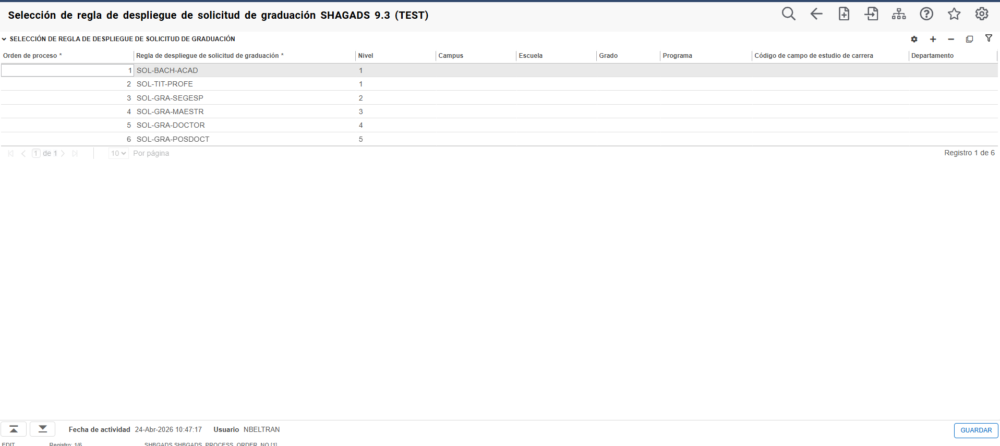 Selección de regla de despliegue de solicitud de graduación SHAGADS 9.3 (TEST)
SELECCIÓN DE REGLA DE DESPLIEGUE DE SOLICITUD DE GRADUACIÓN
Orden de proceso * Regla de despliegue de solicitud de graduación * Nivel Campus Escuela Grado Programa Código de campo de estudio de carrera Departamento
1 SOL-BACH-ACAD 1
2 SOL-TIT-PROFE 1
3 SOL-GRA-SEGESP 2
4 SOL-GRA-MAESTR 3
5 SOL-GRA-DOCTOR 4
6 SOL-GRA-POSDOCT 5
1 de 1 10 Por página Registro 1 de 6
Fecha de actividad 24-Abr-2026 10:47:17 Usuario NBELTRAN GUARDAR
EDIT Registro: 1/6 SHBGADS.SHBGADS_PROCESS_ORDER_NO [1]